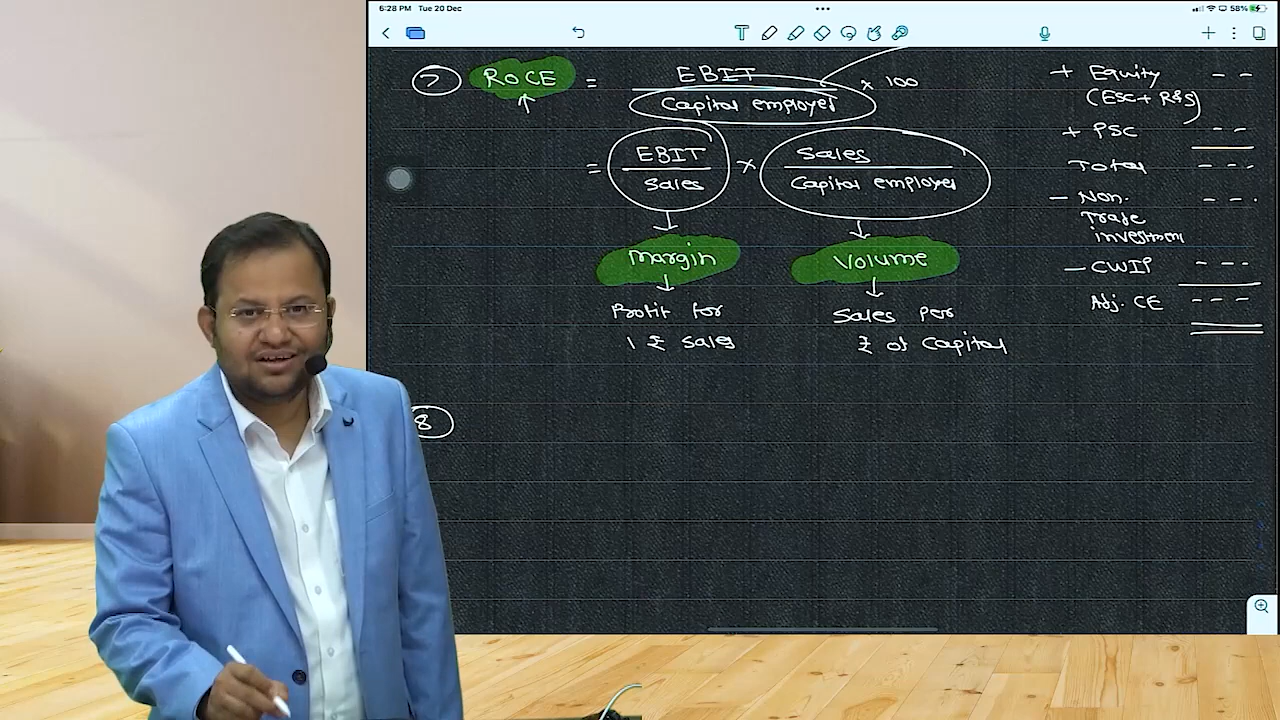 6:28 PM Tue 20 Dec
58%
7 ROCE = EBIT / Capital employed × 100
= EBIT / Sales × Sales / Capital employed
Margin
Volume
Profit for
1 ₹ Sales
Sales per
₹ of Capital
8
+ Equity - -
(ESC + R&S)
+ PSC - -
Total - - -
- Non. - - -
Trade
investment
- CWIP - - -
Adj. CE - - -